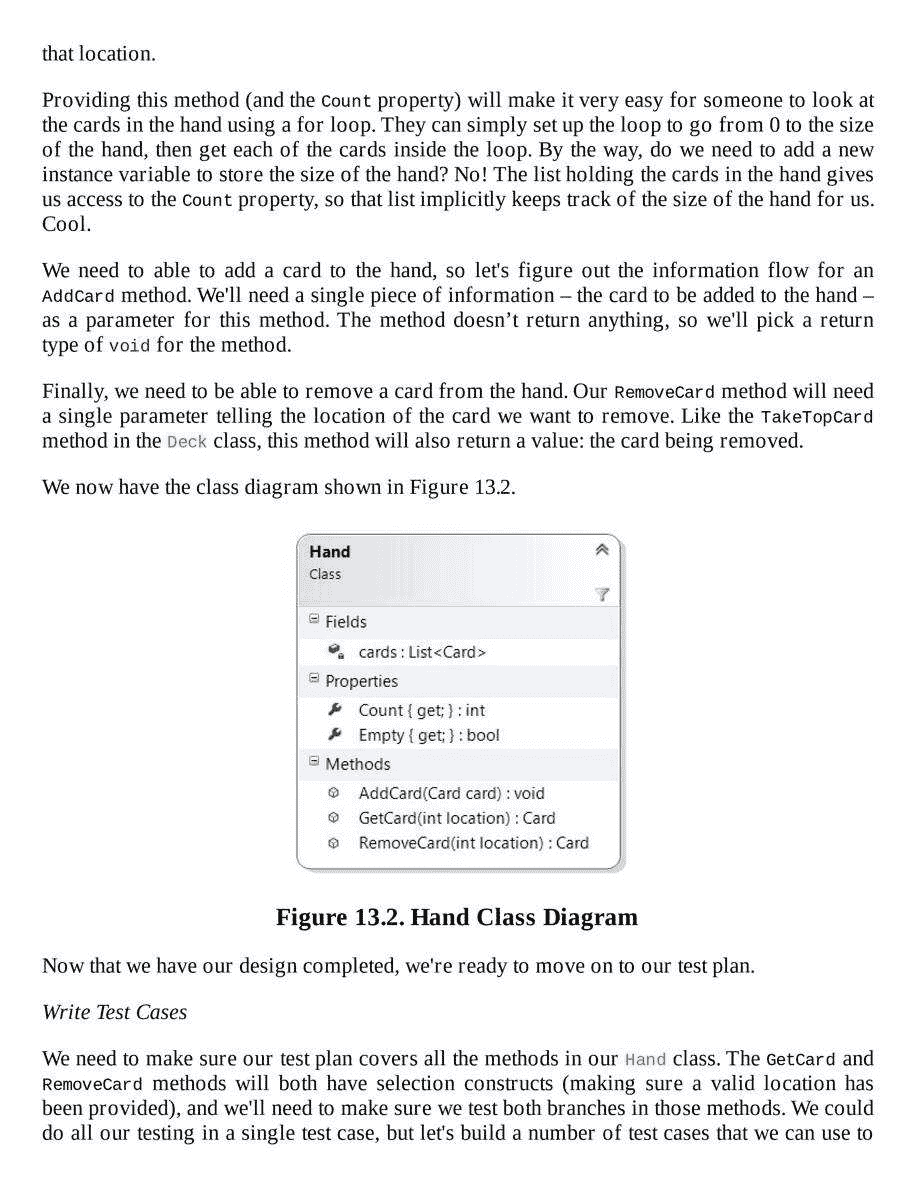 that location.
Providing this method (and the Count property) will make it very easy for someone to look at
the cards in the hand using a for loop. They can simply set up the loop to go from 0 to the size
of the hand, then get each of the cards inside the loop. By the way, do we need to add a new
instance variable to store the size of the hand? No! The list holding the cards in the hand gives
us access to the Count property, so that list implicitly keeps track of the size of the hand for us.
Cool.
We need to able to add a card to the hand, so let's figure out the information flow for an
AddCard method. We'll need a single piece of information – the card to be added to the hand –
as a parameter for this method. The method doesn’t return anything, so we'll pick a return
type of void for the method.
Finally, we need to be able to remove a card from the hand. Our RemoveCard method will need
a single parameter telling the location of the card we want to remove. Like the TakeTopCard
method in the Deck class, this method will also return a value: the card being removed.
We now have the class diagram shown in Figure 13.2.
Hand
Class
Fields
cards : List<Card>
Properties
Count { get; } : int
Empty { get; } : bool
Methods
AddCard(Card card) : void
GetCard(int location) : Card
RemoveCard(int location) : Card
Figure 13.2. Hand Class Diagram
Now that we have our design completed, we're ready to move on to our test plan.
Write Test Cases
We need to make sure our test plan covers all the methods in our Hand class. The GetCard and
RemoveCard methods will both have selection constructs (making sure a valid location has
been provided), and we'll need to make sure we test both branches in those methods. We could
do all our testing in a single test case, but let's build a number of test cases that we can use to